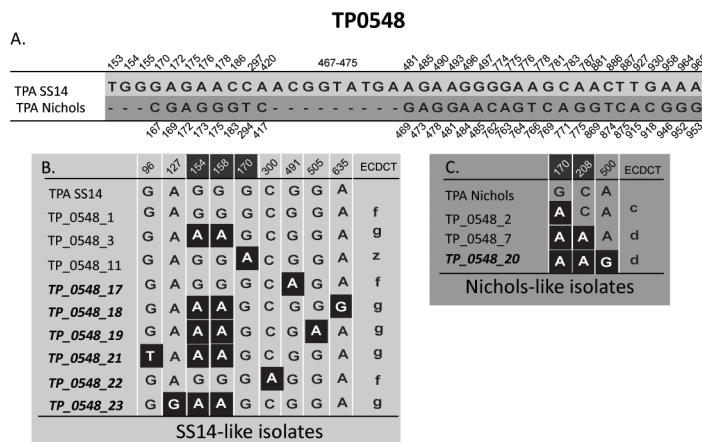 TP0548
A.
153 154 155 170 172 175 176 178 186 297 420 467-475 481 485 490 493 496 497 774 775 776 778 781 783 787 881 886 887 927 930 958 964 965
TPA SS14 T G G G A G A A C C A A C G G T A T G A A G A A G G G G A A G C A A C T T G A A A
TPA Nichols - - - C G A G G G T C - - - - - - - - - G A G G A A C A G T C A G G T C A C G G G
167 169 172 173 175 183 294 417 469 473 478 481 484 485 762 763 764 766 769 771 775 869 874 875 915 918 946 952 953
B. 96 127 154 158 170 300 491 505 635 ECDCT
TPA SS14 G A G G G C G G A
TP_0548_1 G A G G G C G G A f
TP_0548_3 G A A A G C G G A g
TP_0548_11 G A G G A C G G A z
TP_0548_17 G A G G G C A G A f
TP_0548_18 G A A A G C G G G g
TP_0548_19 G A A A G C G A A g
TP_0548_21 T A A A G C G G A g
TP_0548_22 G A G G G A G G A f
TP_0548_23 G G A A G C G G A g
SS14-like isolates
C. 170 208 500 ECDCT
TPA Nichols G C A
TP_0548_2 A C A c
TP_0548_7 A A A d
TP_0548_20 A A G d
Nichols-like isolates